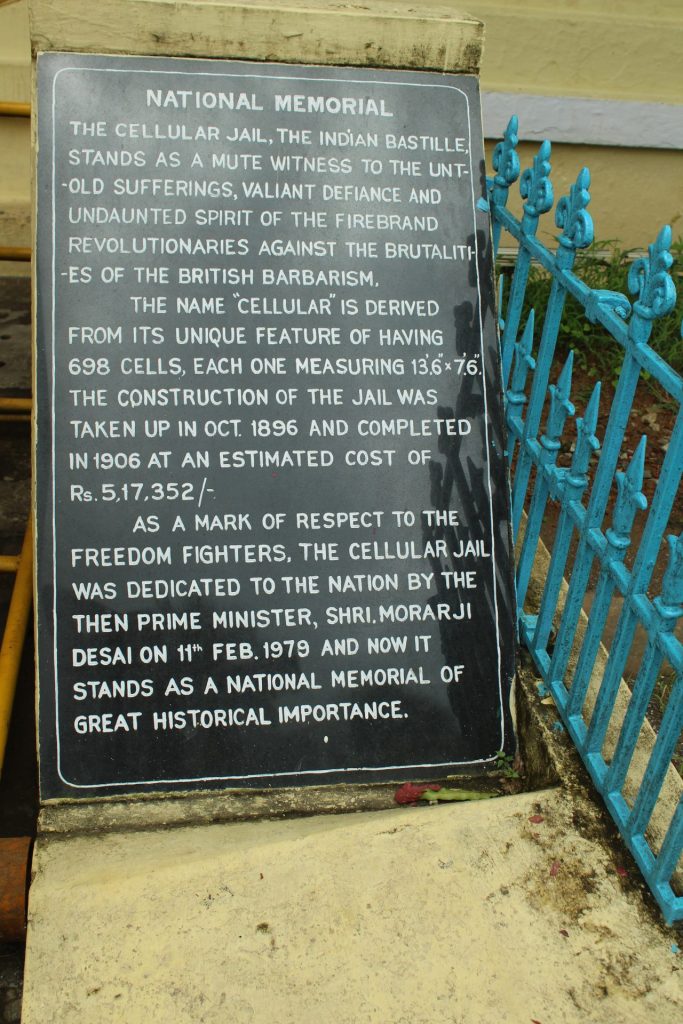 NATIONAL MEMORIAL
THE CELLULAR JAIL, THE INDIAN BASTILLE,
STANDS AS A MUTE WITNESS TO THE UNT-
-OLD SUFFERINGS, VALIANT DEFIANCE AND
UNDAUNTED SPIRIT OF THE FIREBRAND
REVOLUTIONARIES AGAINST THE BRUTALITI-
-ES OF THE BRITISH BARBARISM.
THE NAME "CELLULAR" IS DERIVED
FROM ITS UNIQUE FEATURE OF HAVING
698 CELLS, EACH ONE MEASURING 13'.6" × 7'.6".
THE CONSTRUCTION OF THE JAIL WAS
TAKEN UP IN OCT. 1896 AND COMPLETED
IN 1906 AT AN ESTIMATED COST OF
Rs. 5,17,352/-
AS A MARK OF RESPECT TO THE
FREEDOM FIGHTERS, THE CELLULAR JAIL
WAS DEDICATED TO THE NATION BY THE
THEN PRIME MINISTER, SHRI. MORARJI
DESAI ON 11th FEB. 1979 AND NOW IT
STANDS AS A NATIONAL MEMORIAL OF
GREAT HISTORICAL IMPORTANCE.